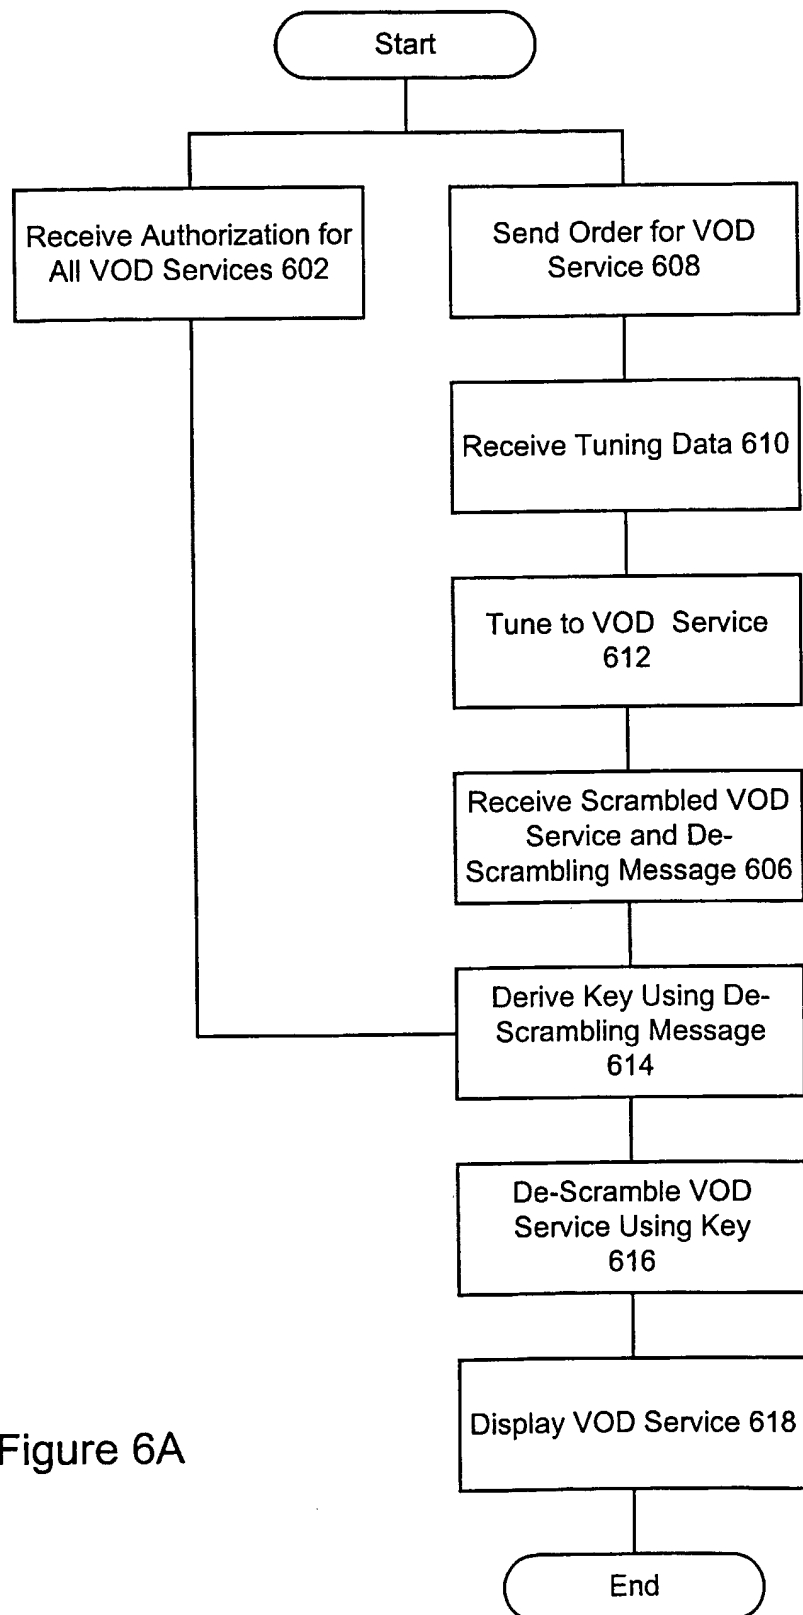 Start
Receive Authorization for
All VOD Services 602
Send Order for VOD
Service 608
Receive Tuning Data 610
Tune to VOD Service
612
Receive Scrambled VOD
Service and De-
Scrambling Message 606
Derive Key Using De-
Scrambling Message
614
De-Scramble VOD
Service Using Key
616
Display VOD Service 618
Figure 6A
End